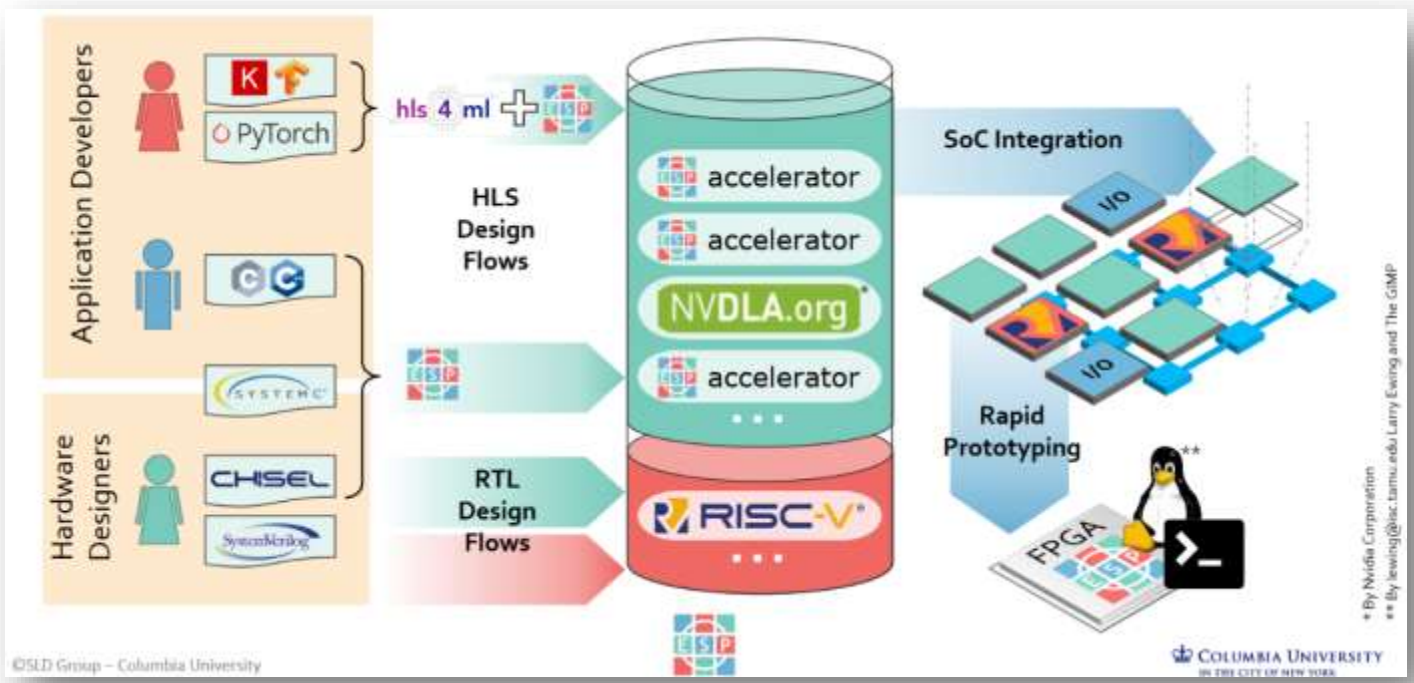 Application Developers
K
PyTorch
C C
SYSTEMC
Hardware
Designers
CHISEL
SystemVerilog
hls 4 ml
ESP
HLS
Design
Flows
ESP
RTL
Design
Flows
ESP accelerator
ESP accelerator
NVDLA.org*
ESP accelerator
...
RISC-V®
...
ESP
SoC Integration
I/O
I/O
Rapid
Prototyping
**
FPGA
ESP
>_
* By Nvidia Corporation
** By lewing@isc.tamu.edu Larry Ewing and The GIMP
©SLD Group – Columbia University
COLUMBIA UNIVERSITY
IN THE CITY OF NEW YORK